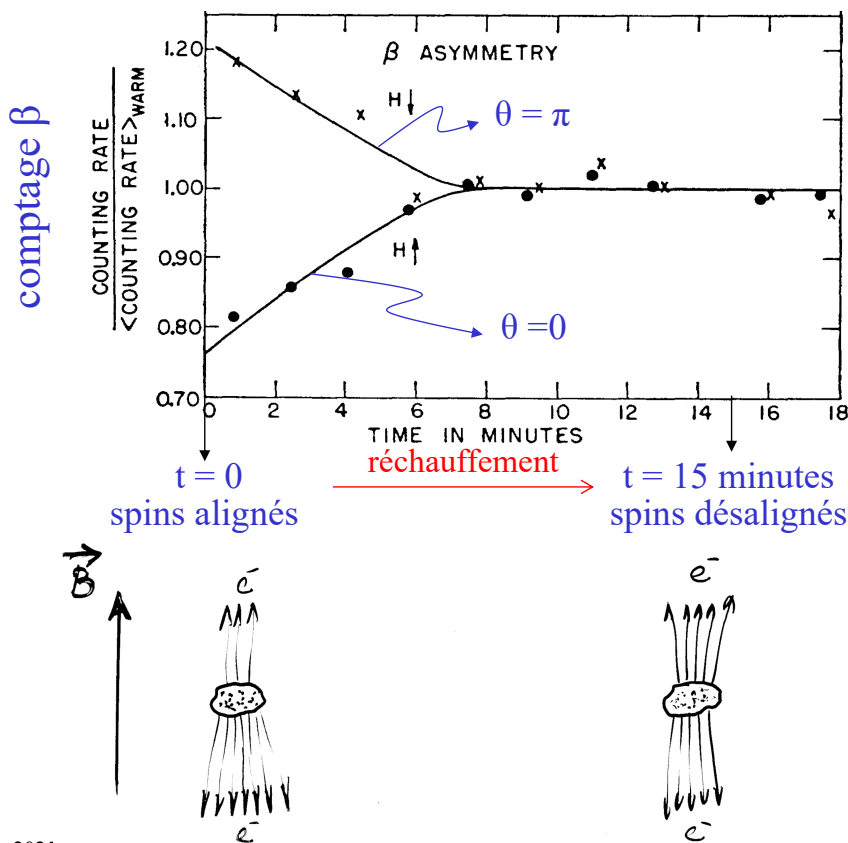 β ASYMMETRY
comptage β
COUNTING RATE
<COUNTING RATE>WARM
1.20
1.10
1.00
0.90
0.80
0.70
H
θ = π
H
θ =0
0 2 4 6 8 10 12 14 16 18
TIME IN MINUTES
réchauffement
t = 0
spins alignés
t = 15 minutes
spins désalignés
B
e-
e-
e-
e-